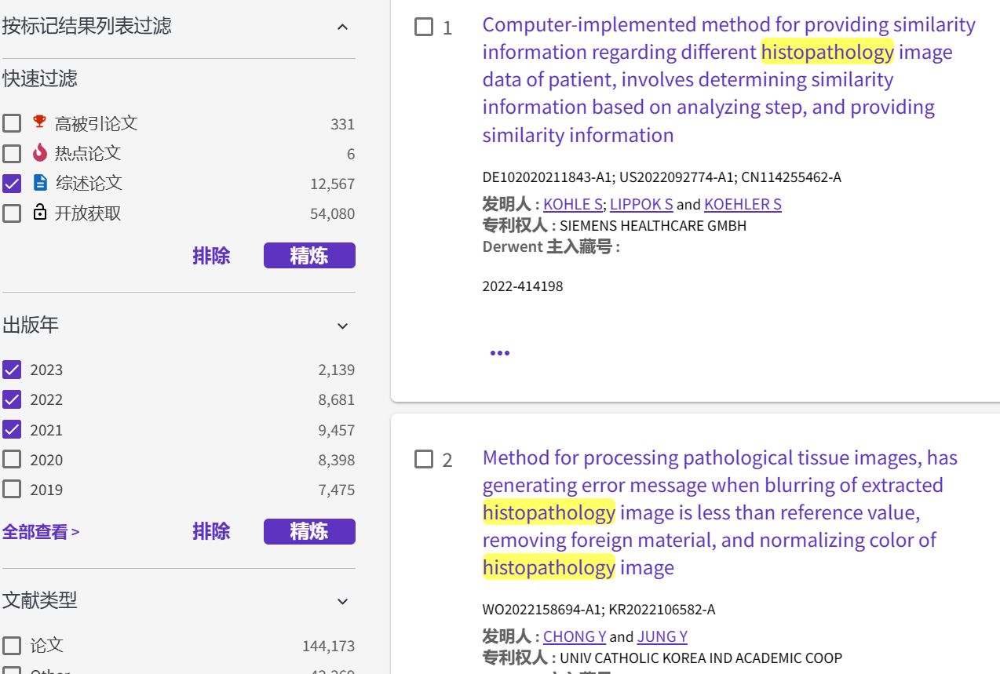 按标记结果列表过滤
快速过滤
高被引论文 331
热点论文 6
综述论文 12,567
开放获取 54,080
排除 精炼
出版年
2023 2,139
2022 8,681
2021 9,457
2020 8,398
2019 7,475
全部查看 > 排除 精炼
文献类型
论文 144,173
1
Computer-implemented method for providing similarity
information regarding different histopathology image
data of patient, involves determining similarity
information based on analyzing step, and providing
similarity information
DE102020211843-A1; US2022092774-A1; CN114255462-A
发明人 : KOHLE S; LIPPOK S and KOEHLER S
专利权人 : SIEMENS HEALTHCARE GMBH
Derwent 主入藏号 :
2022-414198
2
Method for processing pathological tissue images, has
generating error message when blurring of extracted
histopathology image is less than reference value,
removing foreign material, and normalizing color of
histopathology image
WO2022158694-A1; KR2022106582-A
发明人 : CHONG Y and JUNG Y
专利权人 : UNIV CATHOLIC KOREA IND ACADEMIC COOP